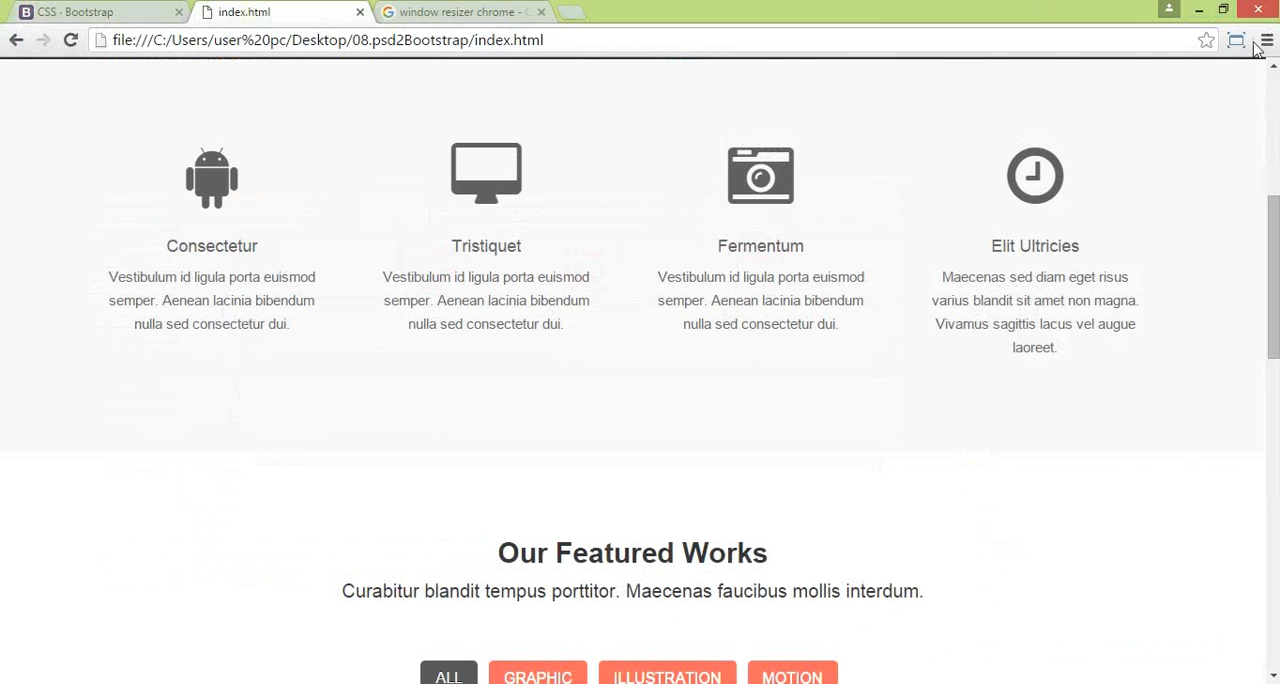 CSS · Bootstrap
index.html
window resizer chrome -
file:///C:/Users/user%20pc/Desktop/08.psd2Bootstrap/index.html
Consectetur
Tristiquet
Fermentum
Elit Ultricies
Vestibulum id ligula porta euismod
semper. Aenean lacinia bibendum
nulla sed consectetur dui.
Vestibulum id ligula porta euismod
semper. Aenean lacinia bibendum
nulla sed consectetur dui.
Vestibulum id ligula porta euismod
semper. Aenean lacinia bibendum
nulla sed consectetur dui.
Maecenas sed diam eget risus
varius blandit sit amet non magna.
Vivamus sagittis lacus vel augue
laoreet.
Our Featured Works
Curabitur blandit tempus porttitor. Maecenas faucibus mollis interdum.
ALL
GRAPHIC
ILLUSTRATION
MOTION